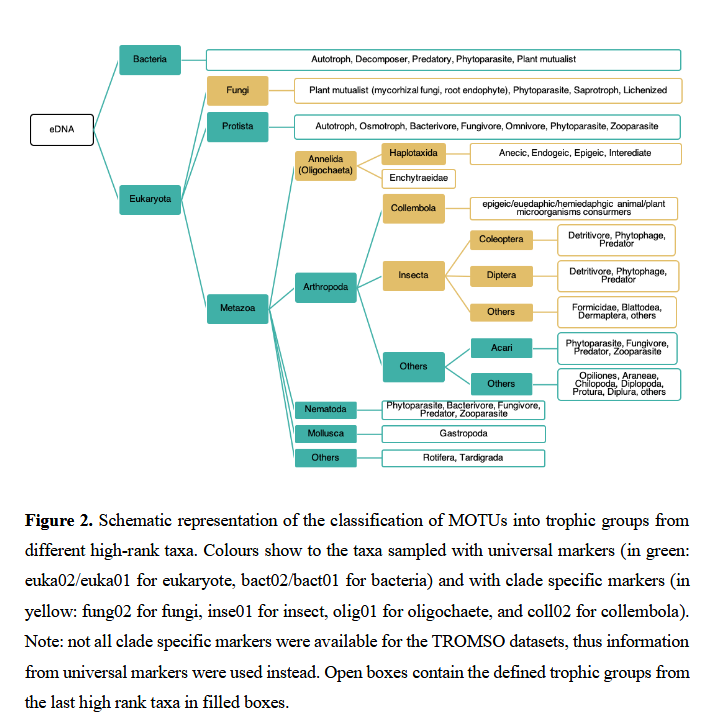 Bacteria
Autotroph, Decomposer, Predatory, Phytoparasite, Plant mutualist
Fungi
Plant mutualist (mycorhizal fungi, root endophyte), Phytoparasite, Saprotroph, Lichenized
eDNA
Protista
Autotroph, Osmotroph, Bacterivore, Fungivore, Omnivore, Phytoparasite, Zooparasite
Annelida
(Oligochaeta)
Haplotaxida
Anecic, Endogeic, Epigeic, Interediate
Enchytraeidae
Eukaryota
Collembola
epigeic/euedaphic/hemiedaphgic animal/plant
microorganisms consurmers
Coleoptera
Detritivore, Phytophage,
Predator
Insecta
Diptera
Detritivore, Phytophage,
Predator
Arthropoda
Metazoa
Others
Formicidae, Blattodea,
Dermaptera, others
Acari
Phytoparasite, Fungivore,
Predator, Zooparasite
Others
Others
Opiliones, Araneae,
Chilopoda, Diplopoda,
Protura, Diplura, others
Nematoda
Phytoparasite, Bacterivore, Fungivore,
Predator, Zooparasite
Mollusca
Gastropoda
Others
Rotifera, Tardigrada
Figure 2. Schematic representation of the classification of MOTUs into trophic groups from
different high-rank taxa. Colours show to the taxa sampled with universal markers (in green:
euka02/euka01 for eukaryote, bact02/bact01 for bacteria) and with clade specific markers (in
yellow: fung02 for fungi, inse01 for insect, olig01 for oligochaete, and coll02 for collembola).
Note: not all clade specific markers were available for the TROMSO datasets, thus information
from universal markers were used instead. Open boxes contain the defined trophic groups from
the last high rank taxa in filled boxes.